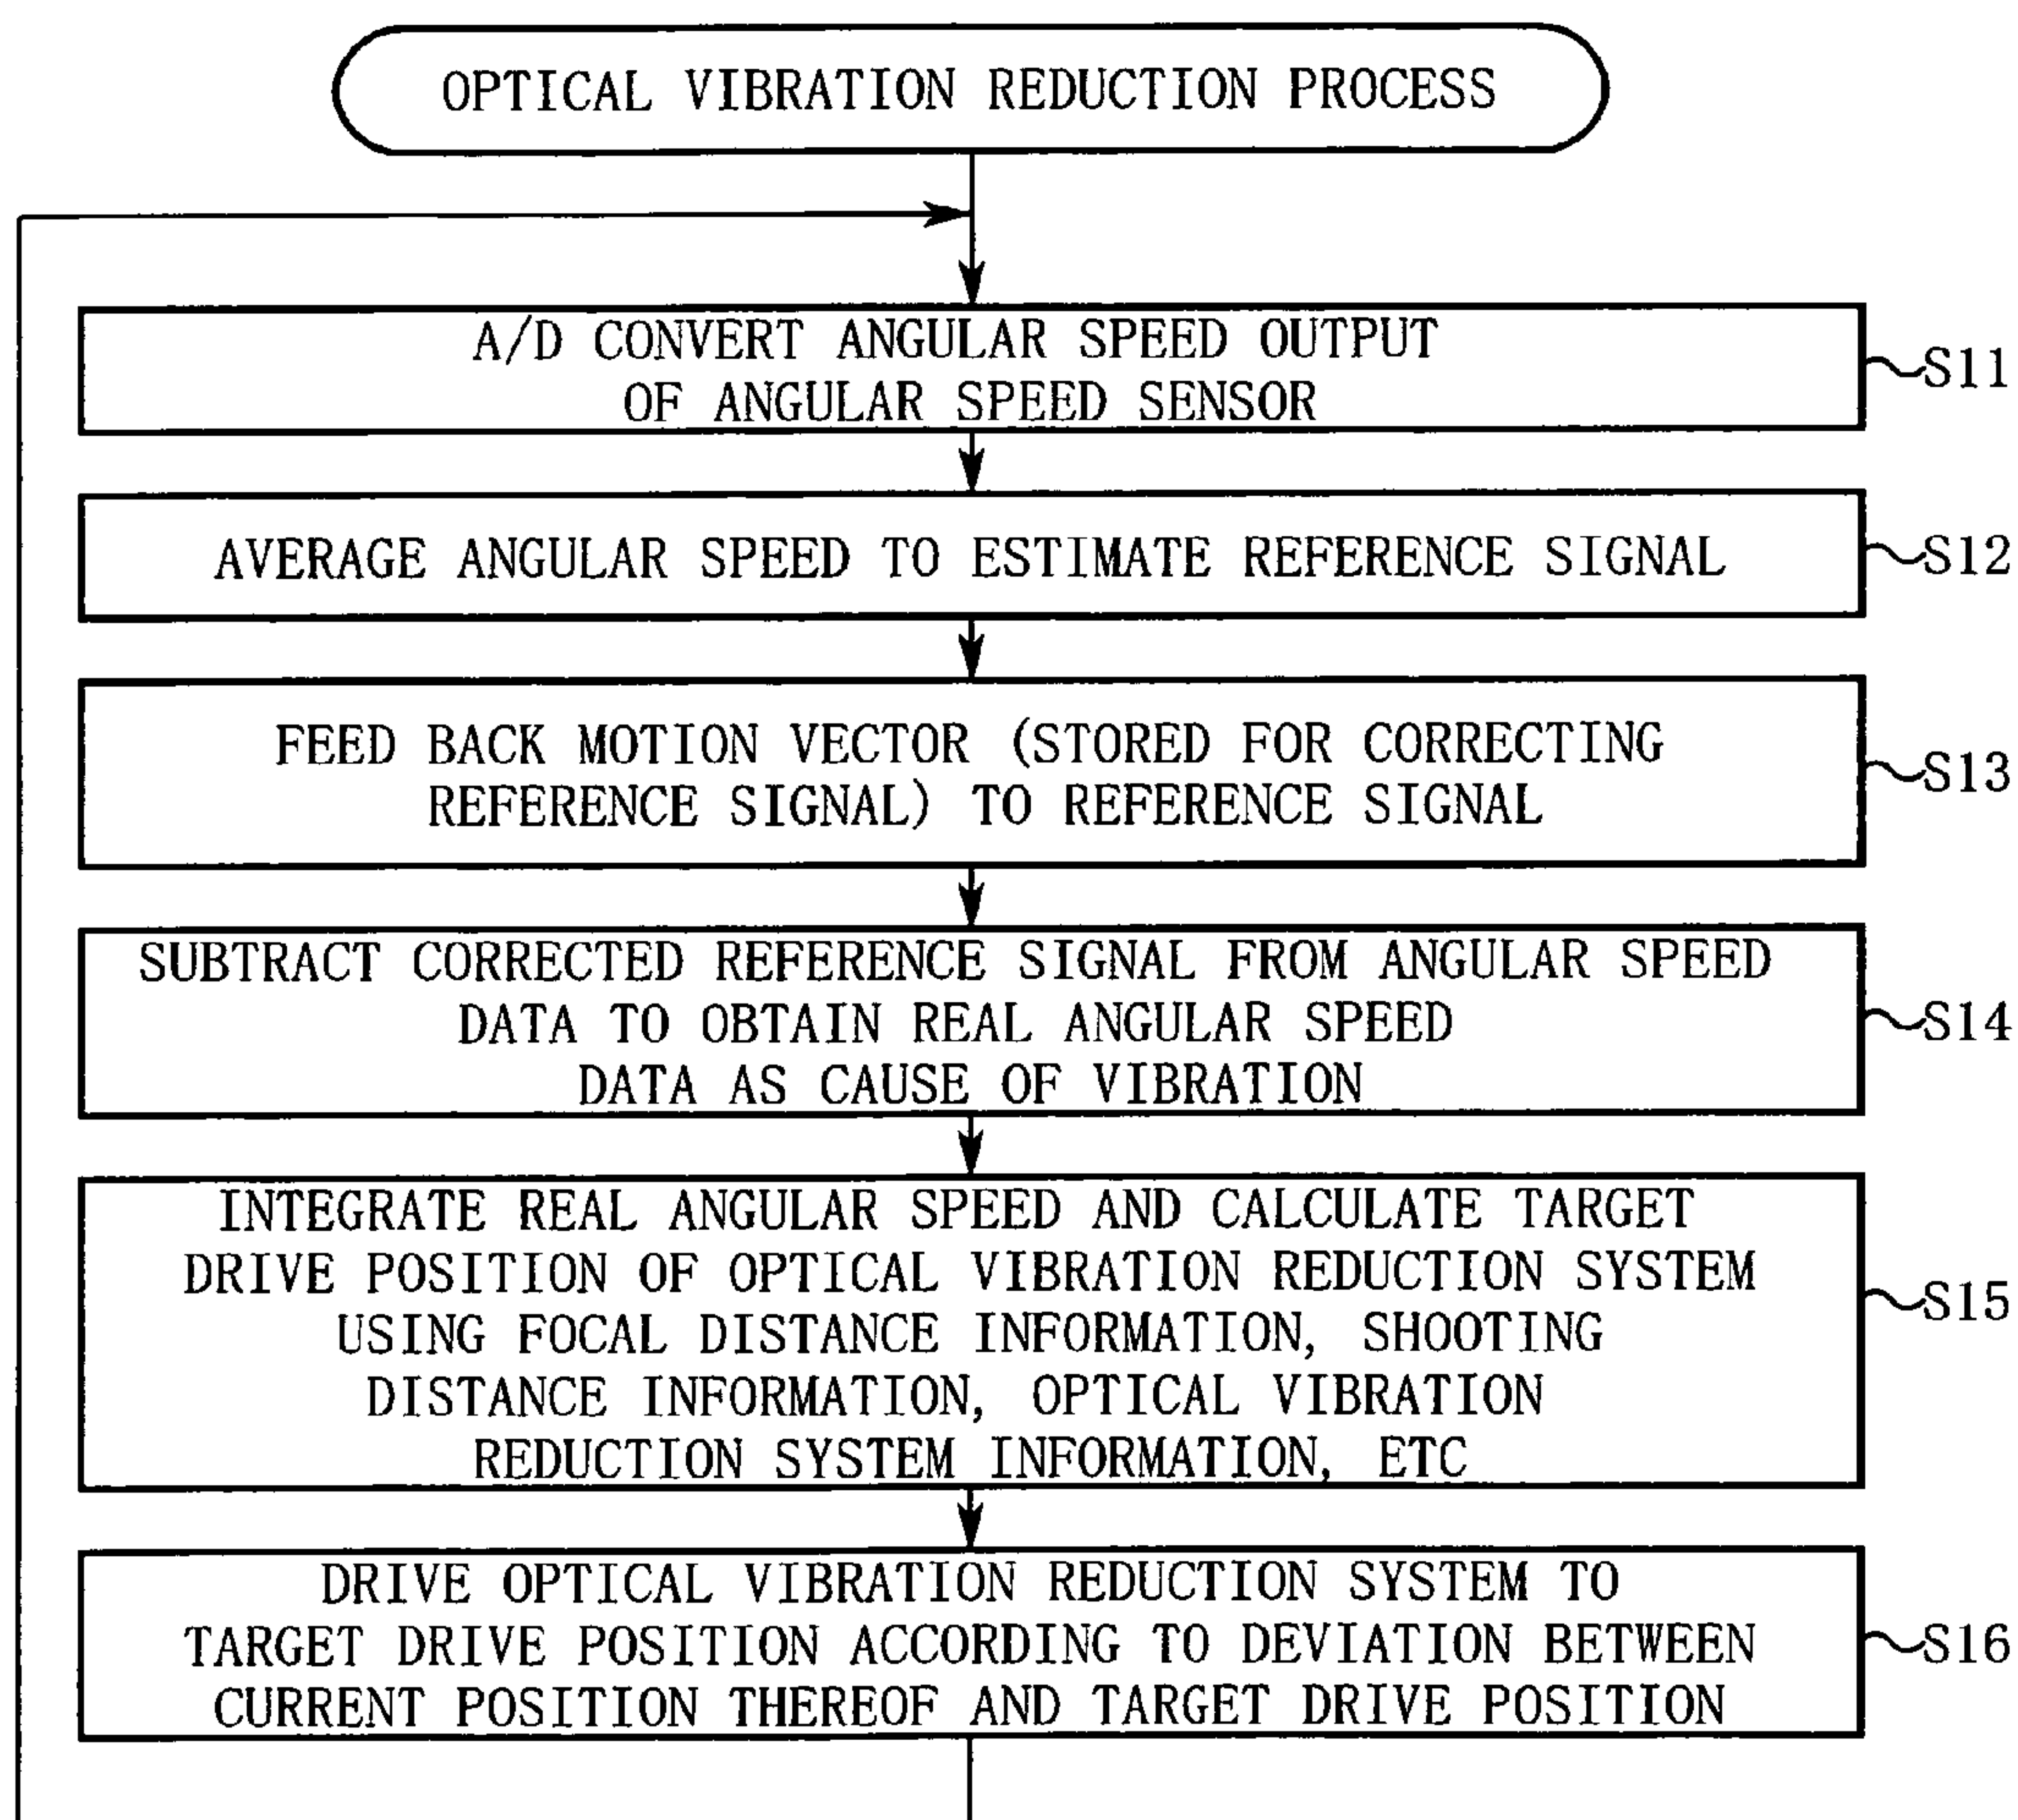 OPTICAL VIBRATION REDUCTION PROCESS
A/D CONVERT ANGULAR SPEED OUTPUT
OF ANGULAR SPEED SENSOR
S11
AVERAGE ANGULAR SPEED TO ESTIMATE REFERENCE SIGNAL
S12
FEED BACK MOTION VECTOR (STORED FOR CORRECTING
REFERENCE SIGNAL) TO REFERENCE SIGNAL
S13
SUBTRACT CORRECTED REFERENCE SIGNAL FROM ANGULAR SPEED
DATA TO OBTAIN REAL ANGULAR SPEED
DATA AS CAUSE OF VIBRATION
S14
INTEGRATE REAL ANGULAR SPEED AND CALCULATE TARGET
DRIVE POSITION OF OPTICAL VIBRATION REDUCTION SYSTEM
USING FOCAL DISTANCE INFORMATION, SHOOTING
DISTANCE INFORMATION, OPTICAL VIBRATION
REDUCTION SYSTEM INFORMATION, ETC
S15
DRIVE OPTICAL VIBRATION REDUCTION SYSTEM TO
TARGET DRIVE POSITION ACCORDING TO DEVIATION BETWEEN
CURRENT POSITION THEREOF AND TARGET DRIVE POSITION
S16